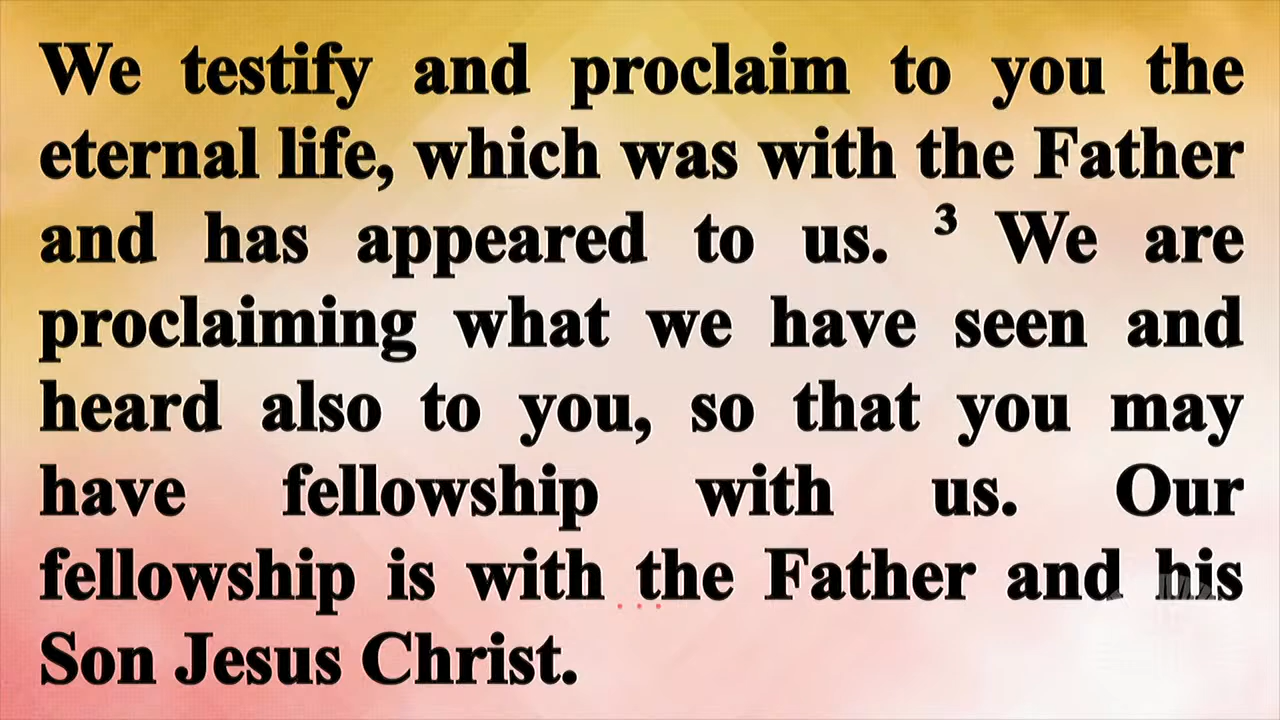 We testify and proclaim to you the
eternal life, which was with the Father
and has appeared to us. ³ We are
proclaiming what we have seen and
heard also to you, so that you may
have fellowship with us. Our
fellowship is with the Father and his
Son Jesus Christ.